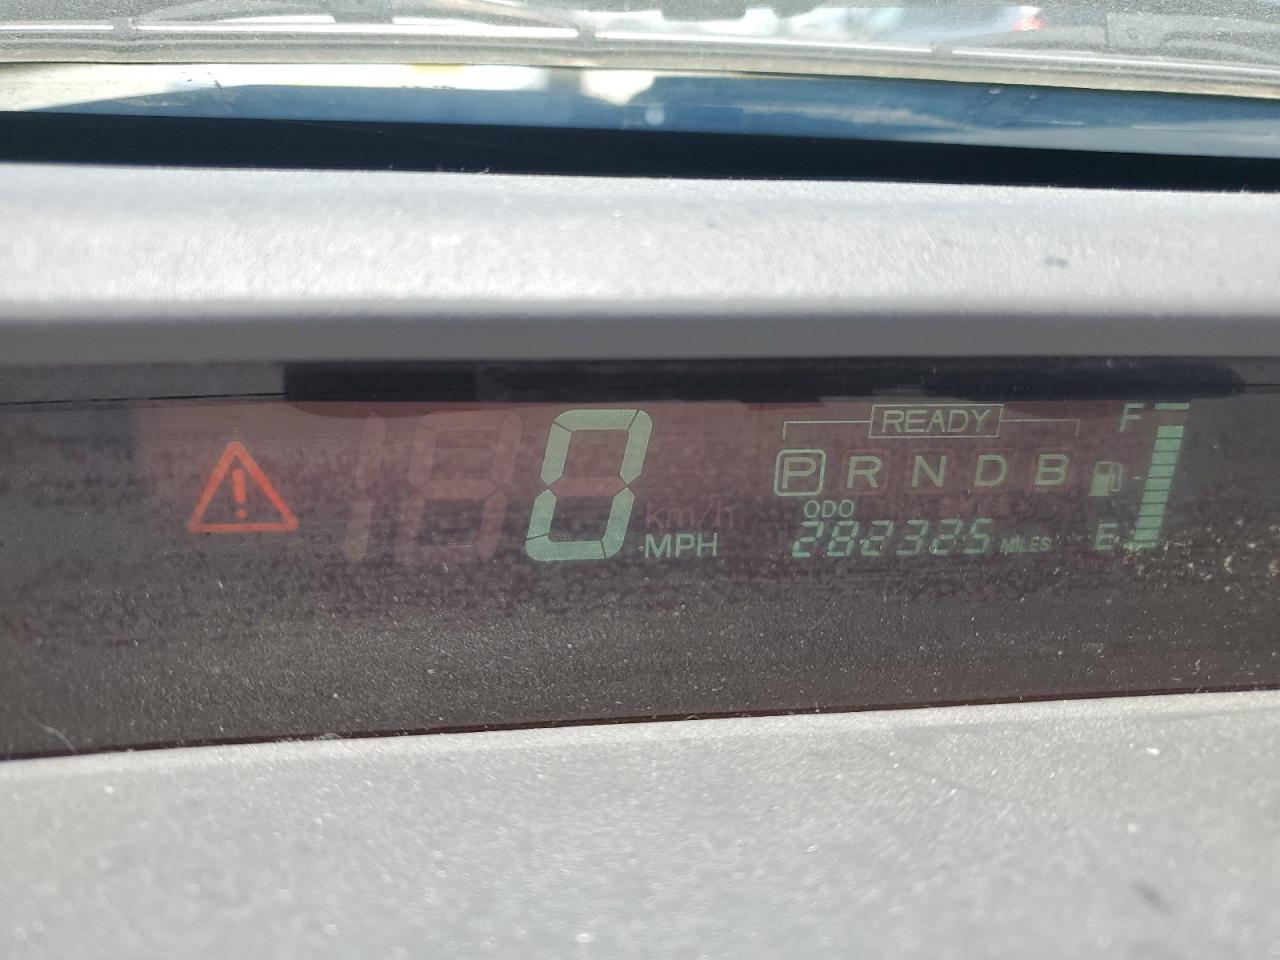 READY
P R N D B
ODO
282325 MILES
0 MPH
km/h
F
E